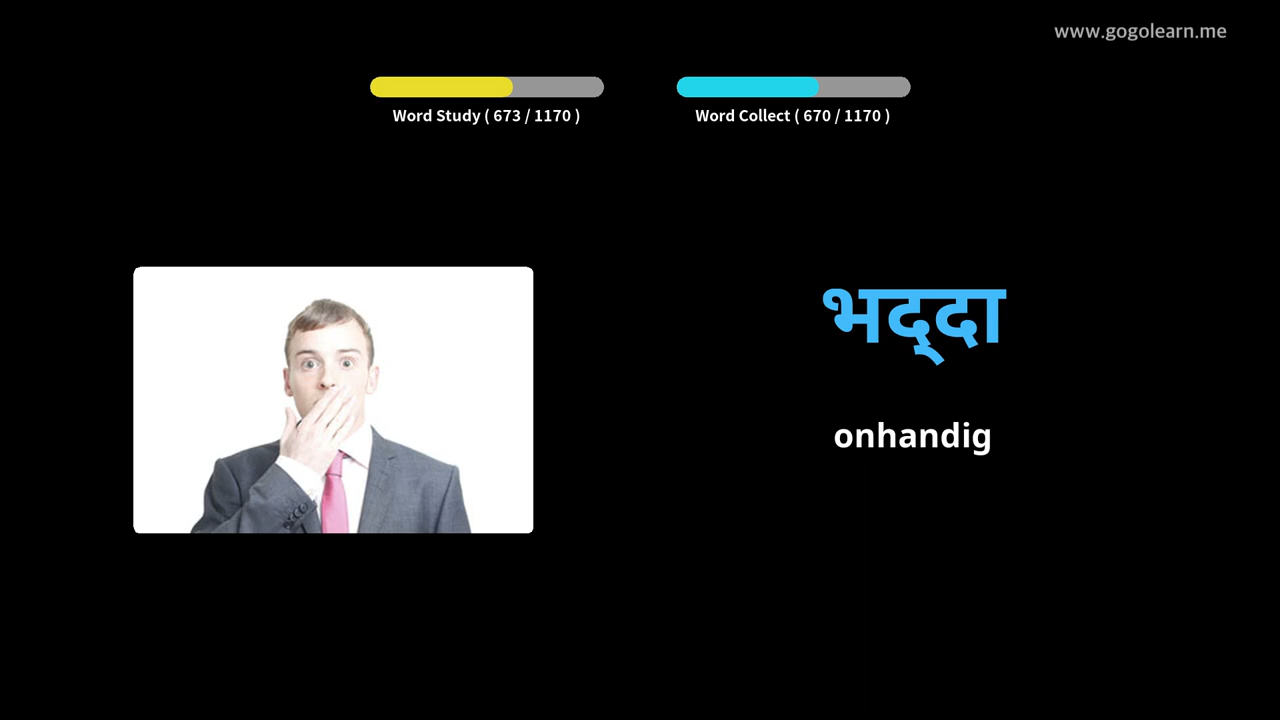 www.gogolearn.me
Word Study ( 673 / 1170 )
Word Collect ( 670 / 1170 )
भद्‌दा
onhandig